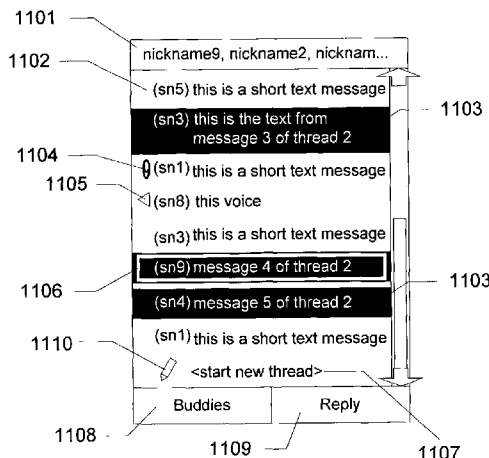 1101
nickname9, nickname2, nicknam...
1102
(sn5) this is a short text message
1103
(sn3) this is the text from
message 3 of thread 2
1104
(sn1) this is a short text message
1105
(sn8) this voice
(sn3) this is a short text message
1106
(sn9) message 4 of thread 2
1103
(sn4) message 5 of thread 2
(sn1) this is a short text message
1110
<start new thread>
Buddies
Reply
1108
1109
1107